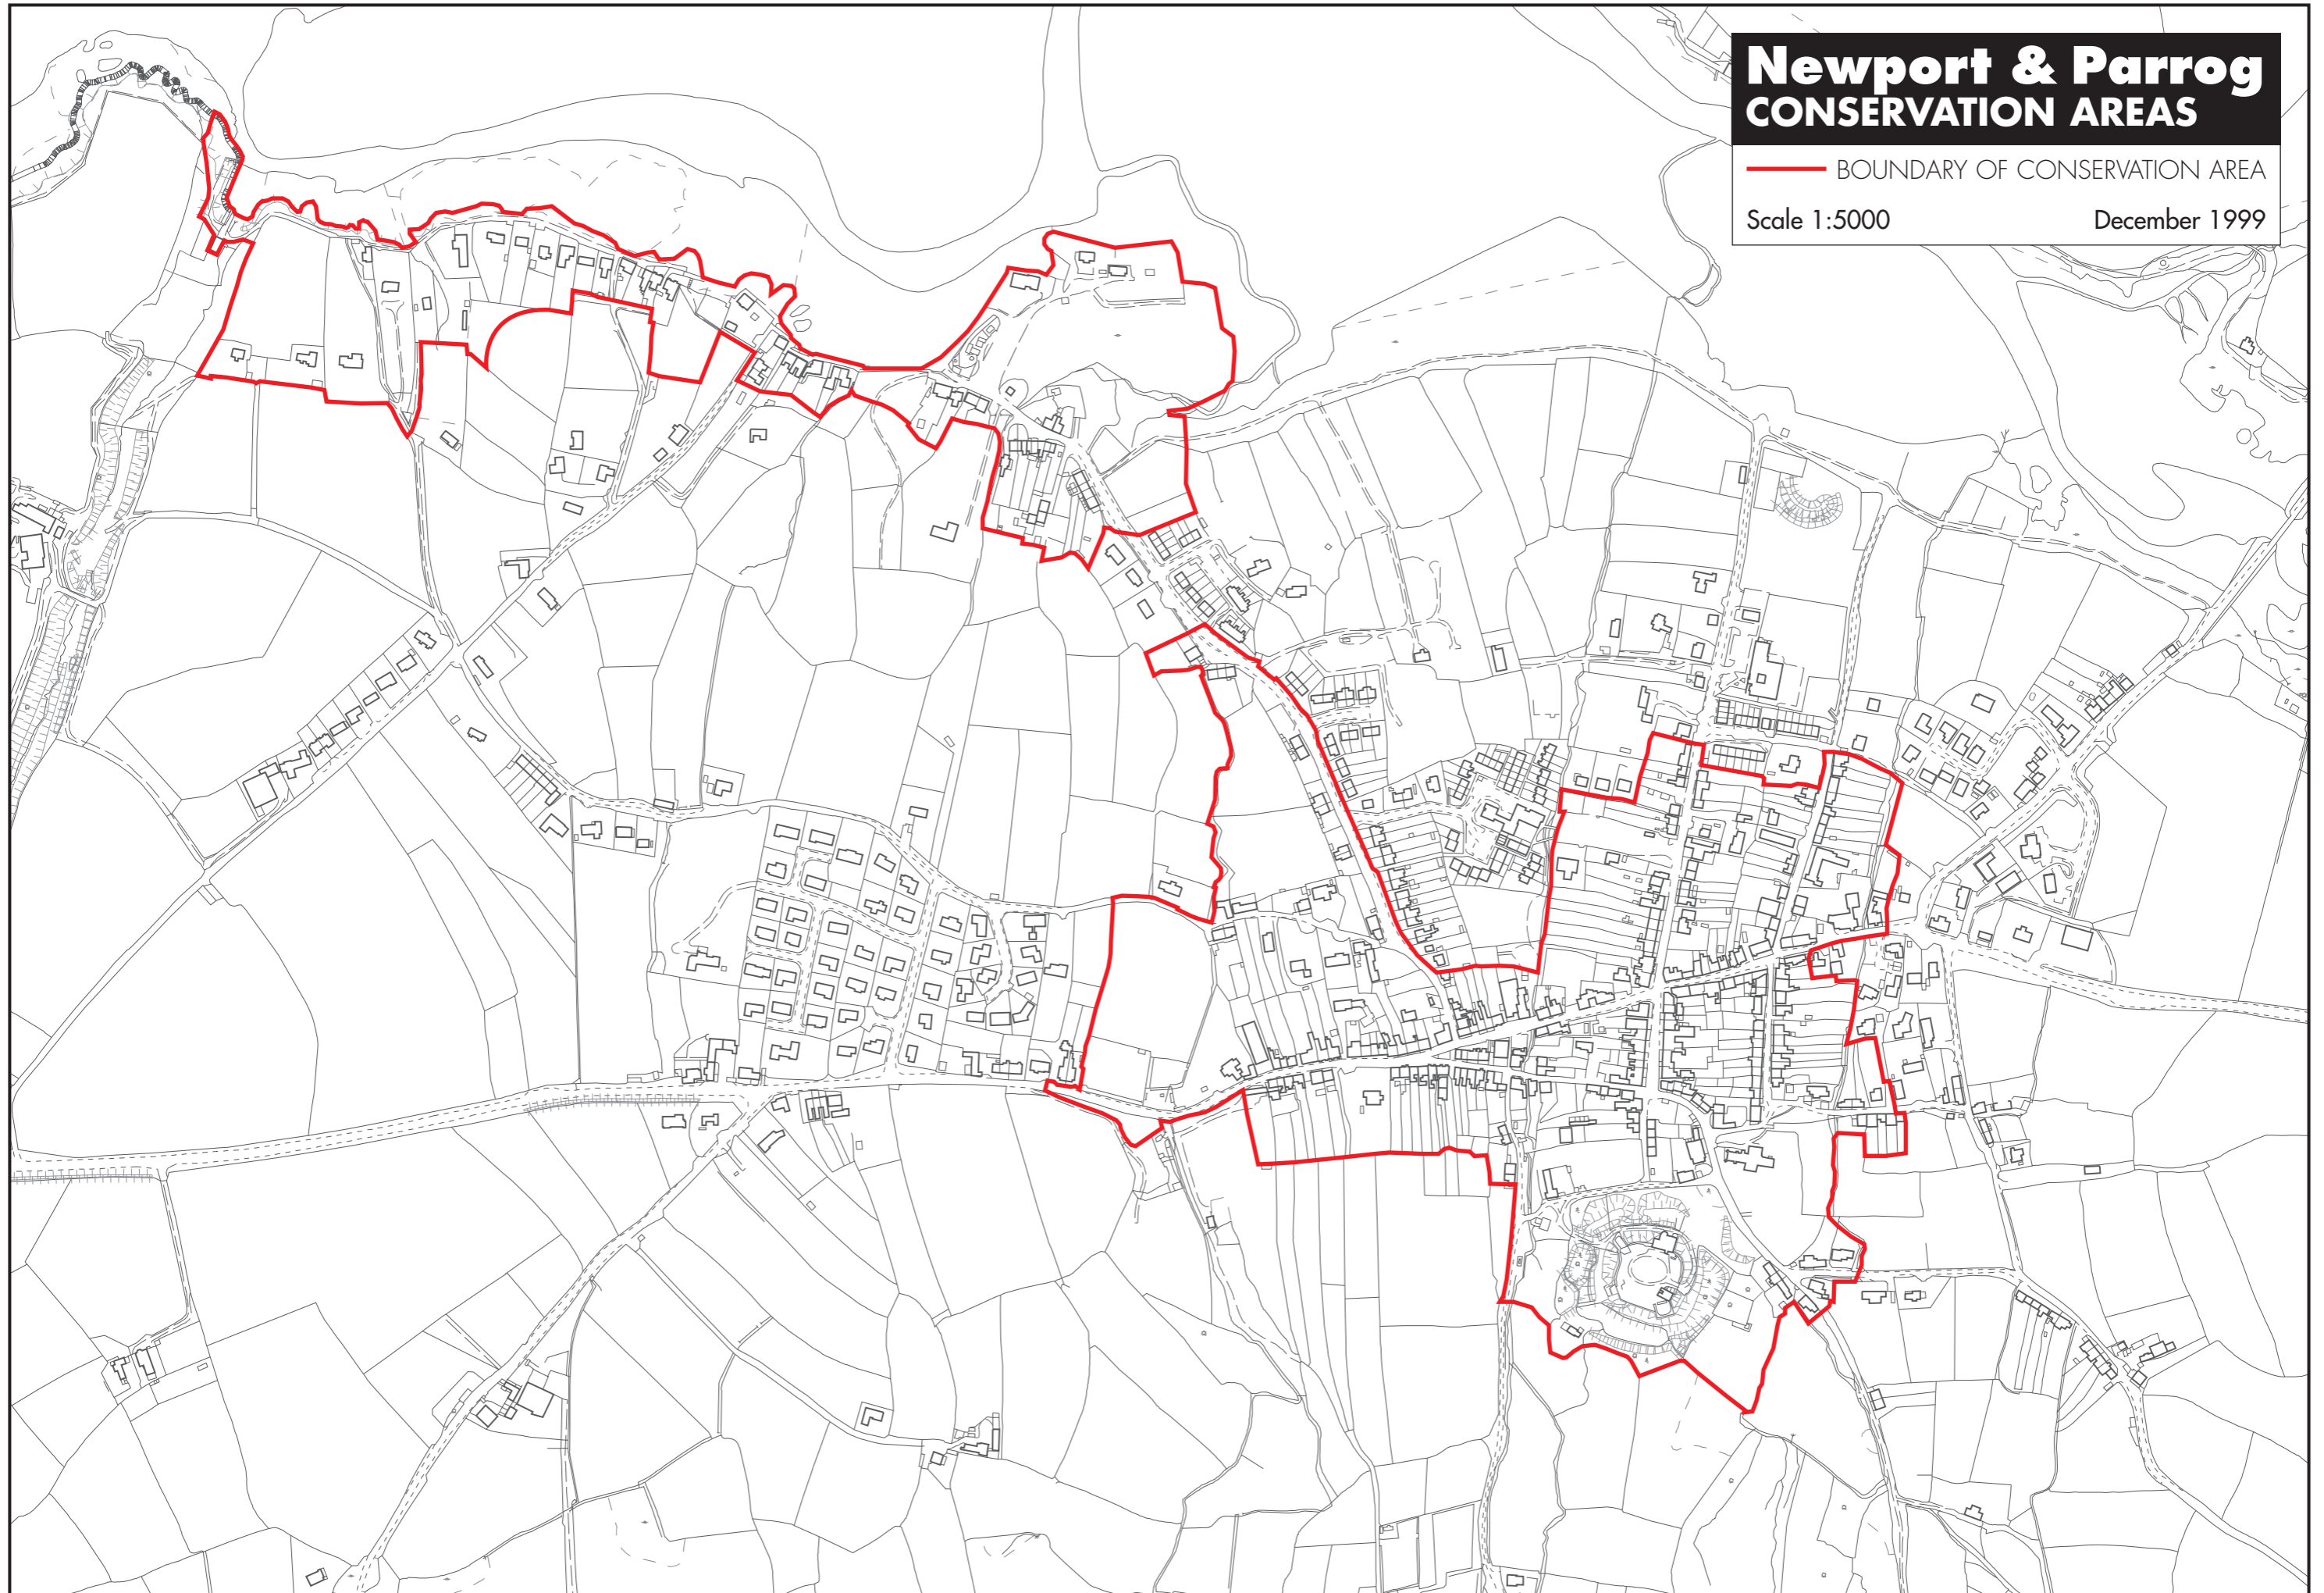 Newport & Parrog
CONSERVATION AREAS
BOUNDARY OF CONSERVATION AREA
Scale 1:5000 December 1999